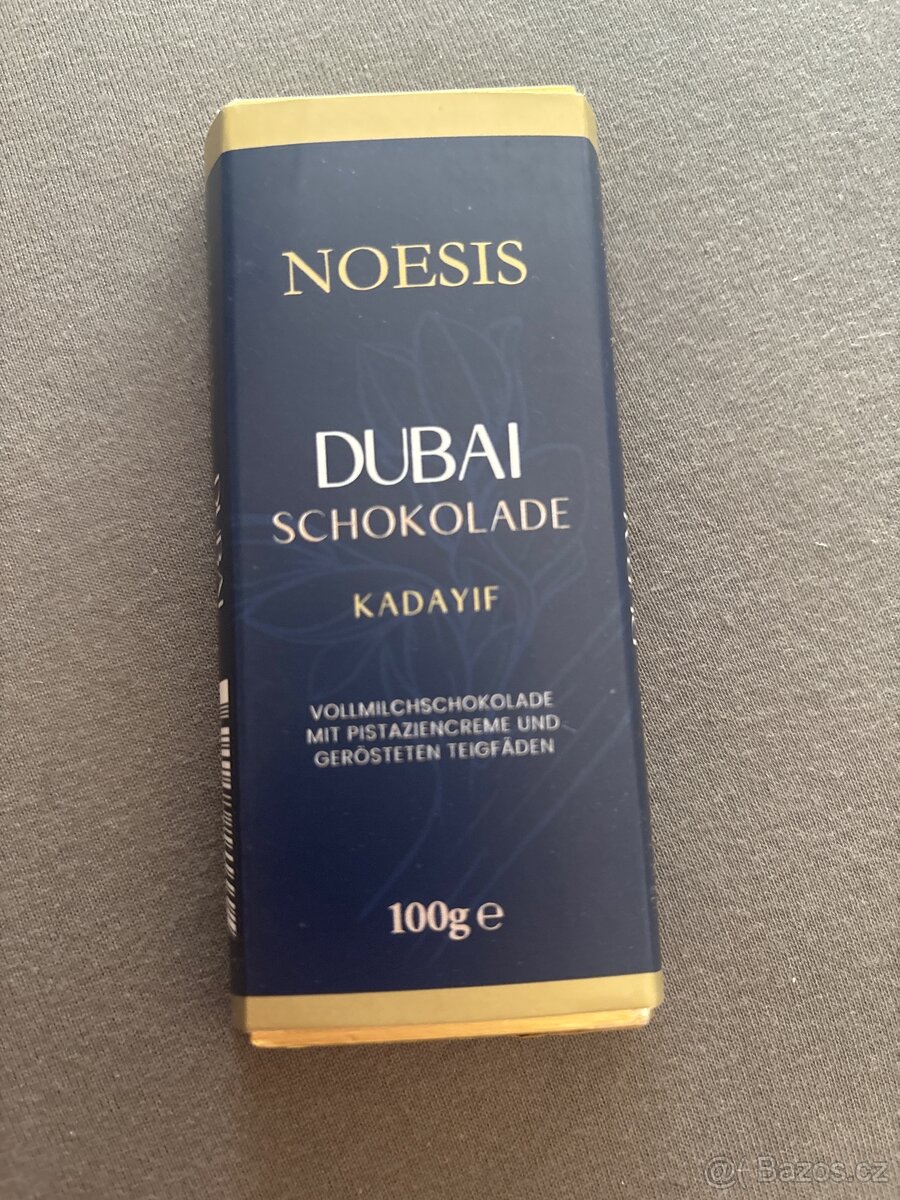 NOESIS
DUBAI
SCHOKOLADE
KADAYIF
VOLLMILCHSCHOKOLADE
MIT PISTAZIENCREME UND
GERÖSTETEN TEIGFÄDEN
100g ℮
@ Bazos.cz